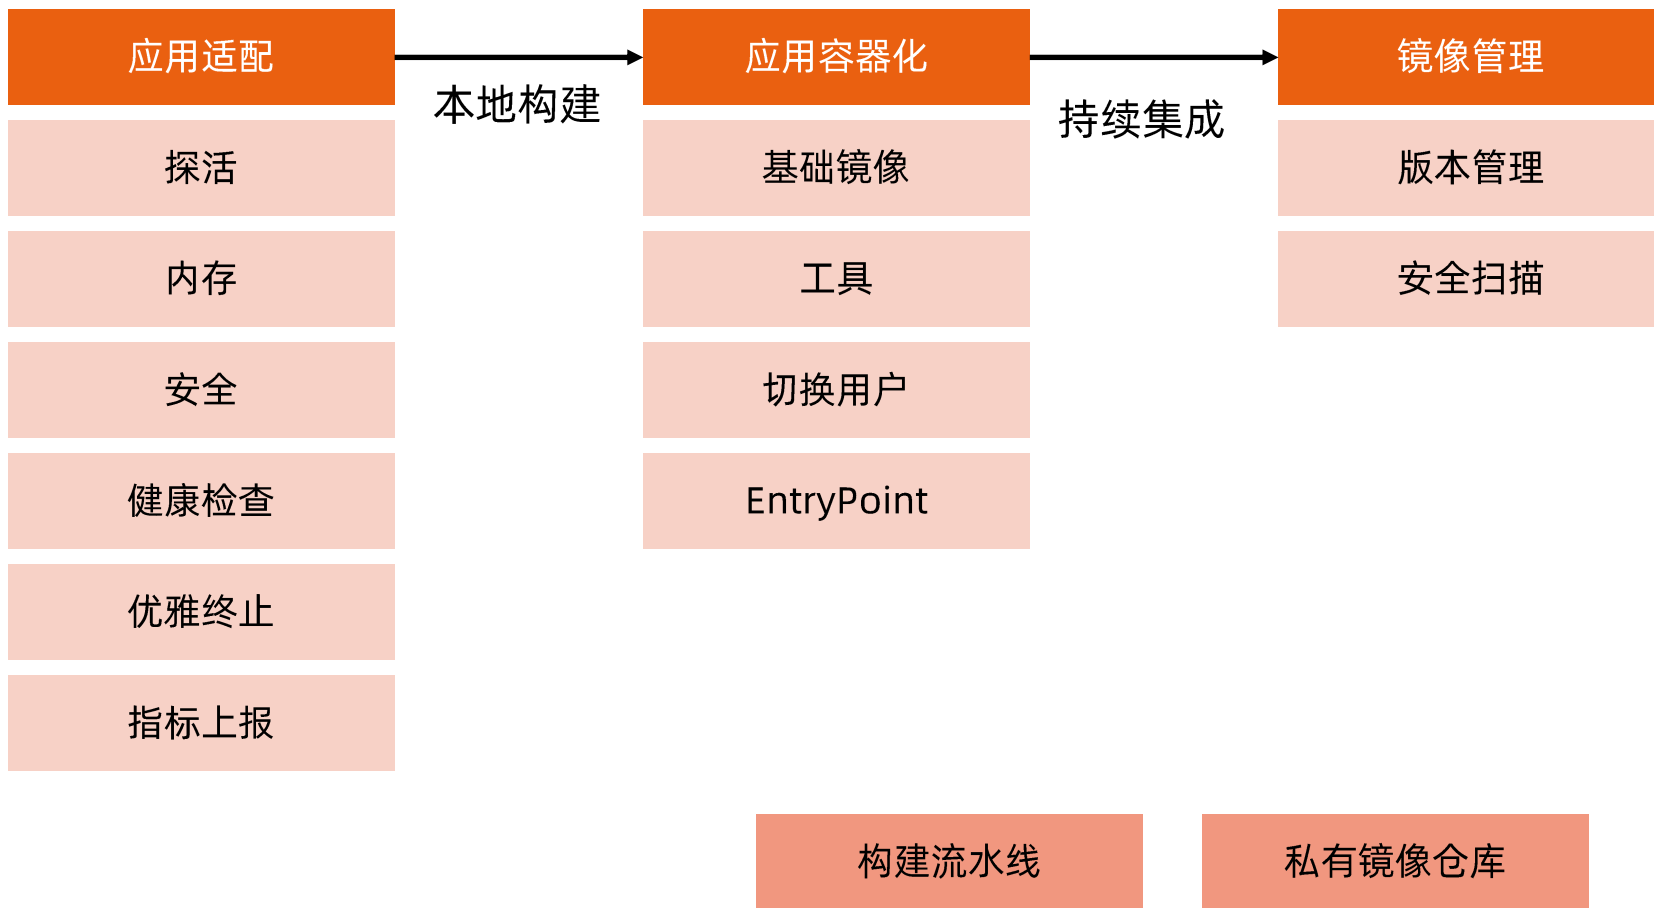 应用适配
本地构建
应用容器化
持续集成
镜像管理
探活
内存
安全
健康检查
优雅终止
指标上报
基础镜像
工具
切换用户
EntryPoint
版本管理
安全扫描
构建流水线
私有镜像仓库